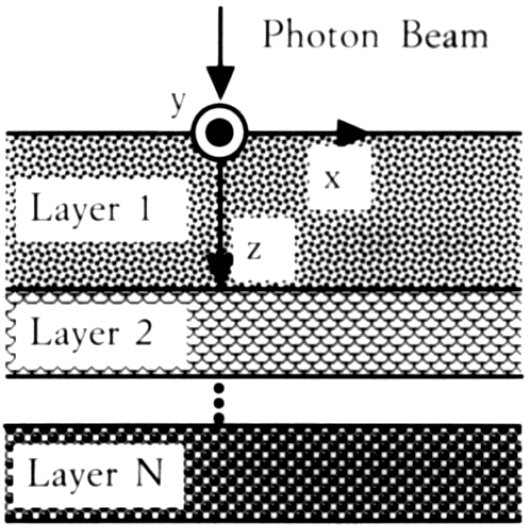 Photon Beam
y
x
Layer 1
z
Layer 2
Layer N